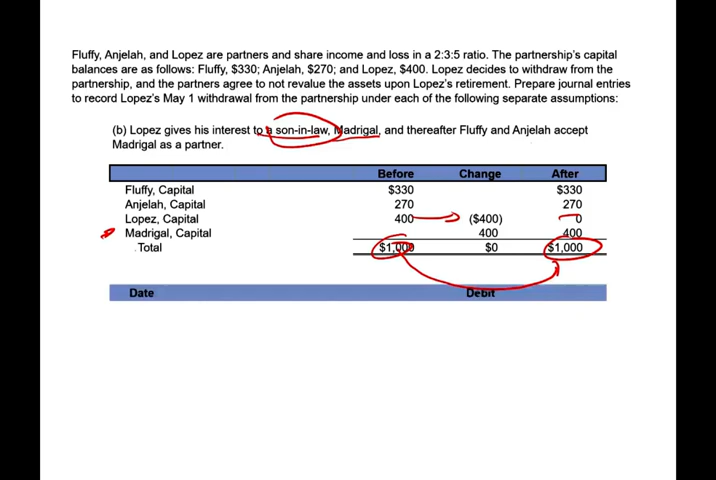 Fluffy, Anjelah, and Lopez are partners and share income and loss in a 2:3:5 ratio. The partnership's capital
balances are as follows: Fluffy, $330; Anjelah, $270; and Lopez, $400. Lopez decides to withdraw from the
partnership, and the partners agree to not revalue the assets upon Lopez's retirement. Prepare journal entries
to record Lopez's May 1 withdrawal from the partnership under each of the following separate assumptions:
(b) Lopez gives his interest to a son-in-law, Madrigal, and thereafter Fluffy and Anjelah accept
Madrigal as a partner.
Before Change After
Fluffy, Capital $330 $330
Anjelah, Capital 270 270
Lopez, Capital 400 ($400) 0
Madrigal, Capital 400 400
Total $1,000 $0 $1,000
Date Debit